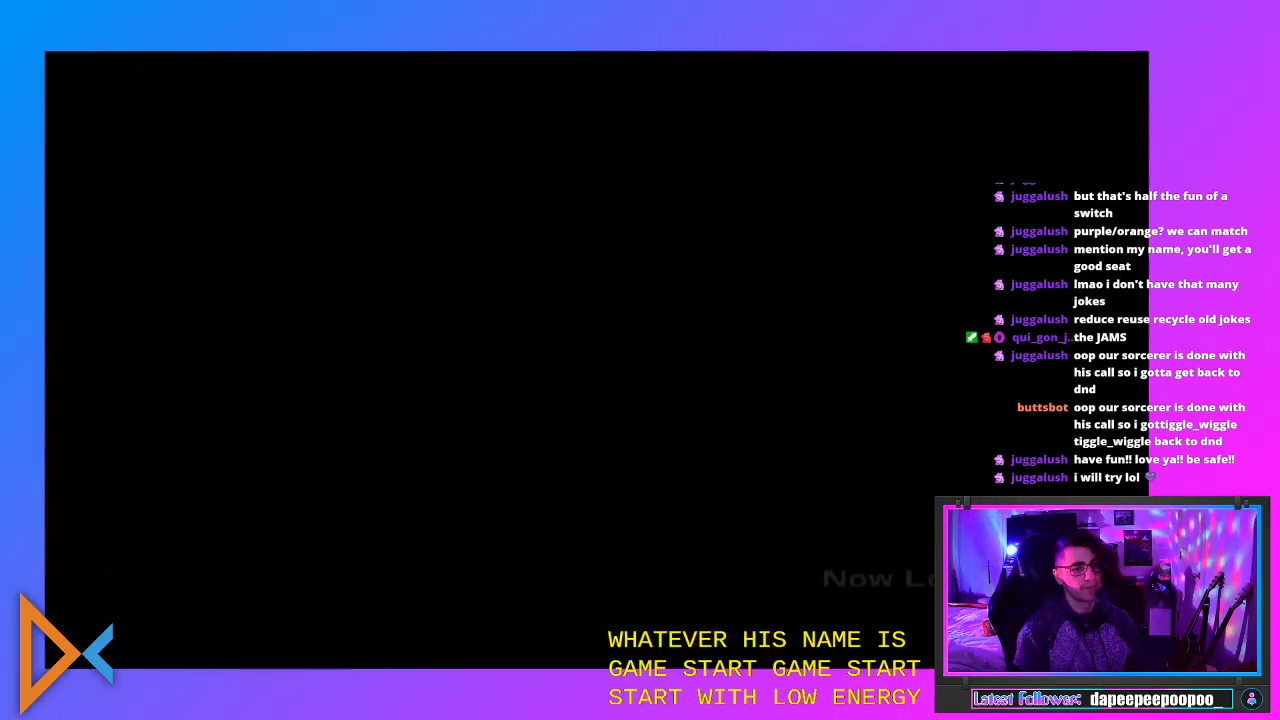 juggalush but that's half the fun of a
switch
juggalush purple/orange? we can match
juggalush mention my name, you'll get a
good seat
juggalush lmao i don't have that many
jokes
juggalush reduce reuse recycle old jokes
qui_gon_j.. the JAMS
juggalush oop our sorcerer is done with
his call so i gotta get back to
dnd
buttsbot oop our sorcerer is done with
his call so i gottiggle_wiggle
tiggle_wiggle back to dnd
juggalush have fun!! love ya!! be safe!!
juggalush i will try lol
Now
WHATEVER HIS NAME IS
GAME START GAME START
START WITH LOW ENERGY
Latest Follower: dapeepeepoopoo_